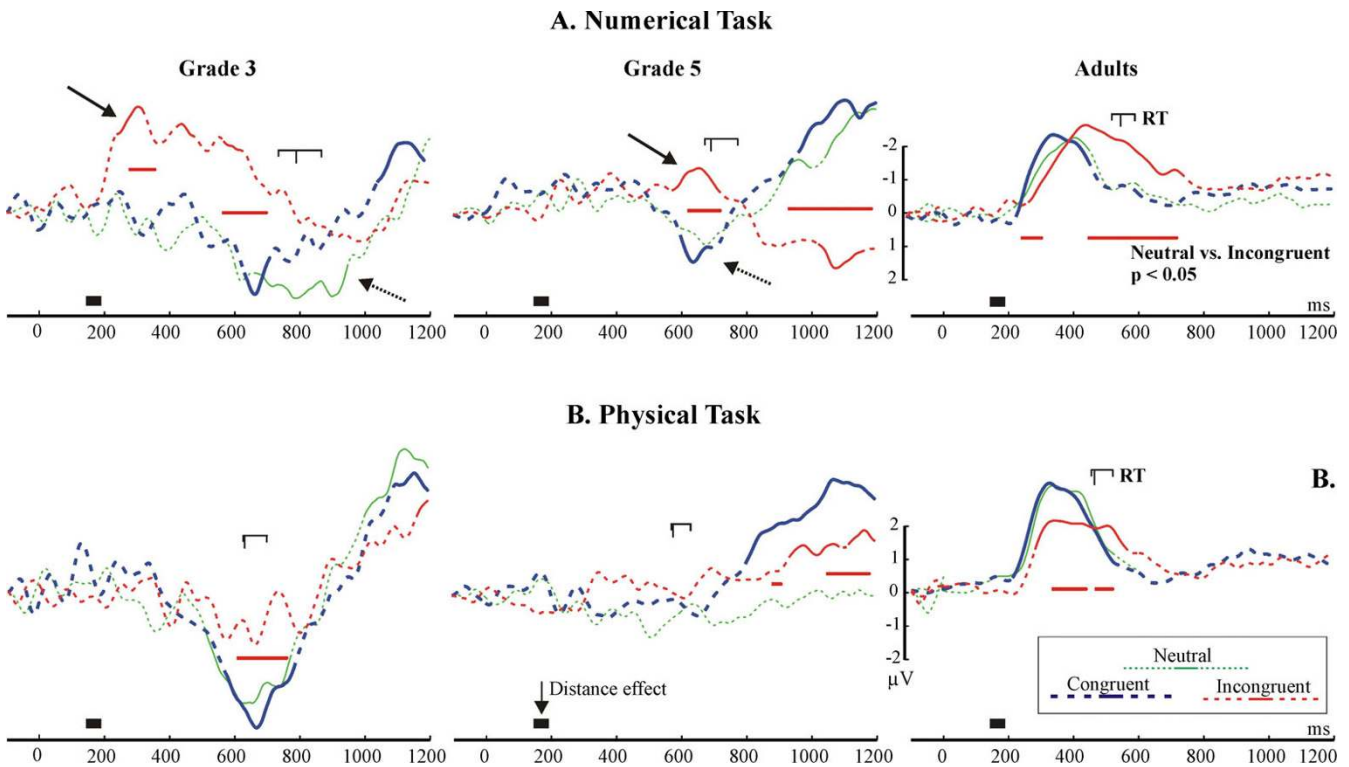 A. Numerical Task
Grade 3
Grade 5
Adults
RT
-2
-1
0
1
2
Neutral vs. Incongruent
p < 0.05
ms
0 200 400 600 800 1000 1200
0 200 400 600 800 1000 1200
0 200 400 600 800 1000 1200
B. Physical Task
RT
B.
2
1
0
-1
-2
µV
Neutral
Congruent
Incongruent
Distance effect
ms
0 200 400 600 800 1000 1200
0 200 400 600 800 1000 1200
0 200 400 600 800 1000 1200